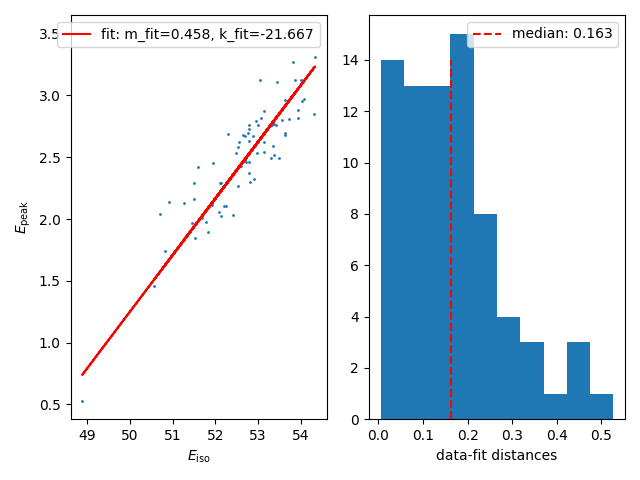 fit: m_fit=0.458, k_fit=-21.667
3.5
3.0
2.5
2.0
1.5
1.0
0.5
E_peak
49 50 51 52 53 54
E_iso
median: 0.163
14
12
10
8
6
4
2
0
0.0 0.1 0.2 0.3 0.4 0.5
data-fit distances